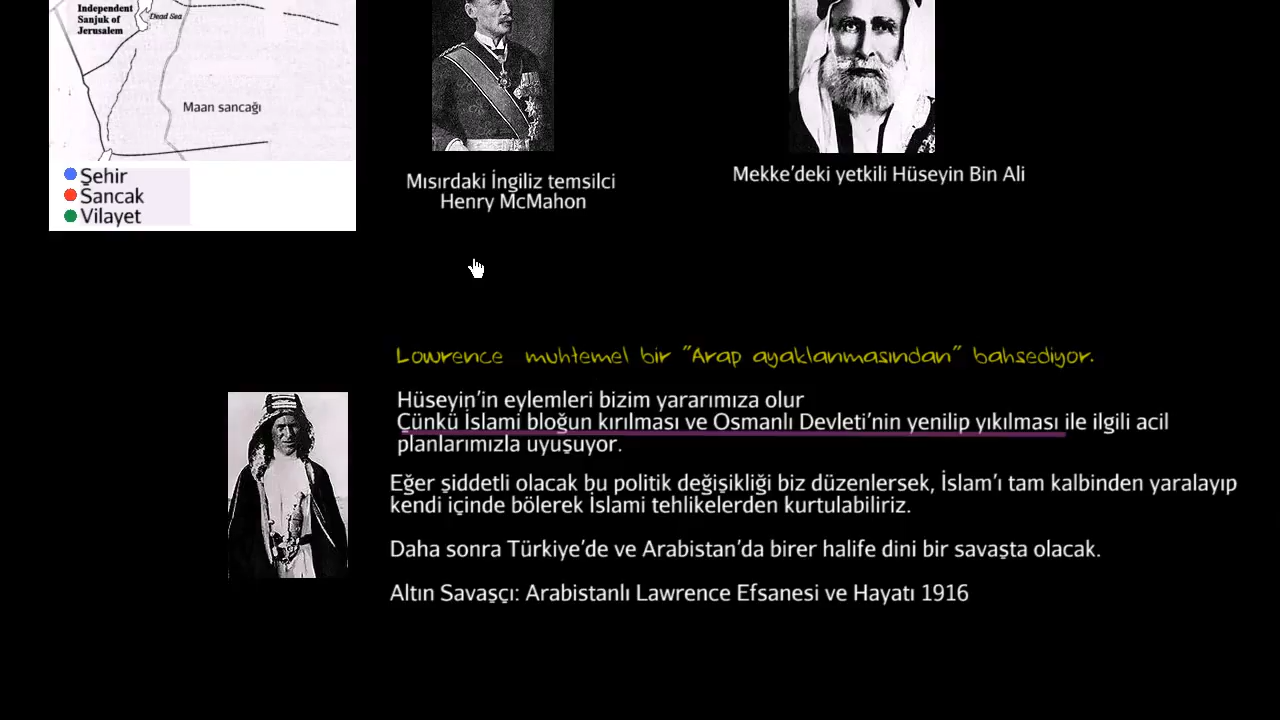 Independent
Sanjuk of
Jerusalem
Dead Sea
Maan sancağı
Şehir
Sancak
Vilayet
Mısırdaki İngiliz temsilci
Henry McMahon
Mekke’deki yetkili Hüseyin Bin Ali
Lowrence muhtemel bir "Arap ayaklanmasından" bahsediyor.
Hüseyin’in eylemleri bizim yararımıza olur
Çünkü İslami bloğun kırılması ve Osmanlı Devleti’nin yenilip yıkılması ile ilgili acil
planlarımızla uyuşuyor.
Eğer şiddetli olacak bu politik değişikliği biz düzenlersek, İslam’ı tam kalbinden yaralayıp
kendi içinde bölerek İslami tehlikelerden kurtulabiliriz.
Daha sonra Türkiye’de ve Arabistan’da birer halife dini bir savaşta olacak.
Altın Savaşçı: Arabistanlı Lawrence Efsanesi ve Hayatı 1916